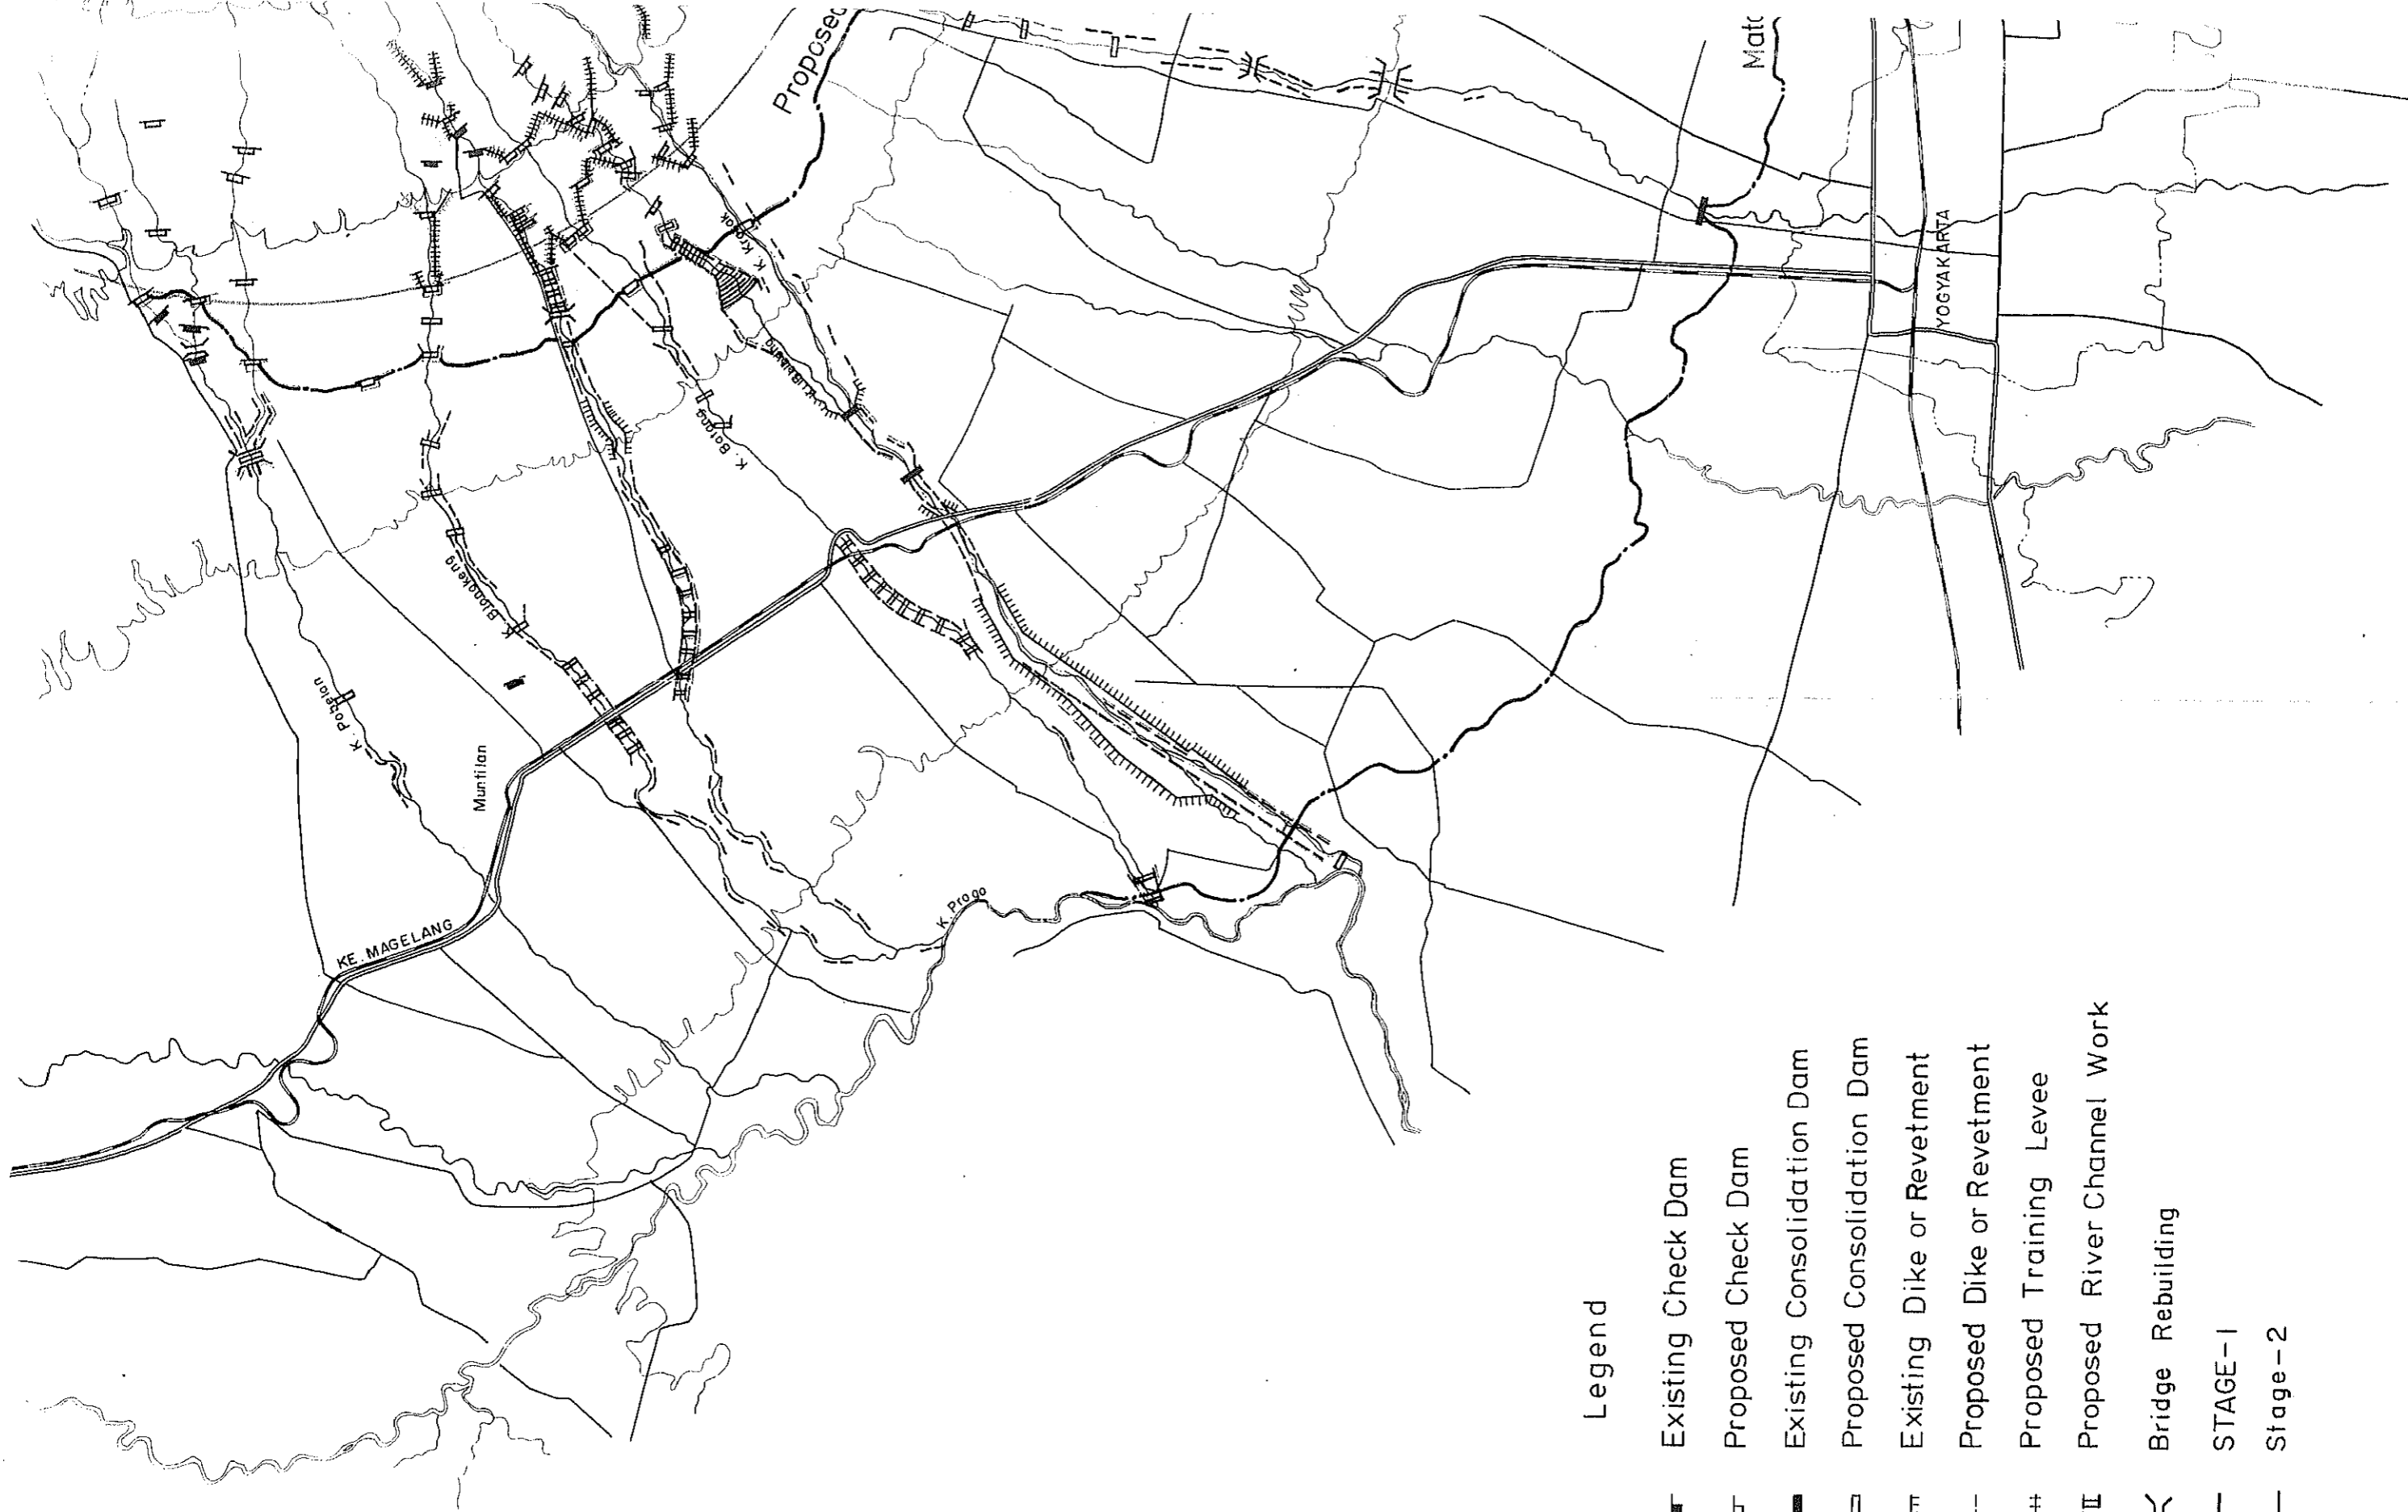 Proposed
Mato
YOGYAKARTA
K. Krasak
K. Bebeng
K. Batang
K. Blongkeng
K. Pabelan
Muntilan
KE. MAGELANG
K. Progo
Legend
Existing Check Dam
Proposed Check Dam
Existing Consolidation Dam
Proposed Consolidation Dam
Existing Dike or Revetment
Proposed Dike or Revetment
Proposed Training Levee
Proposed River Channel Work
Bridge Rebuilding
STAGE-1
Stage-2